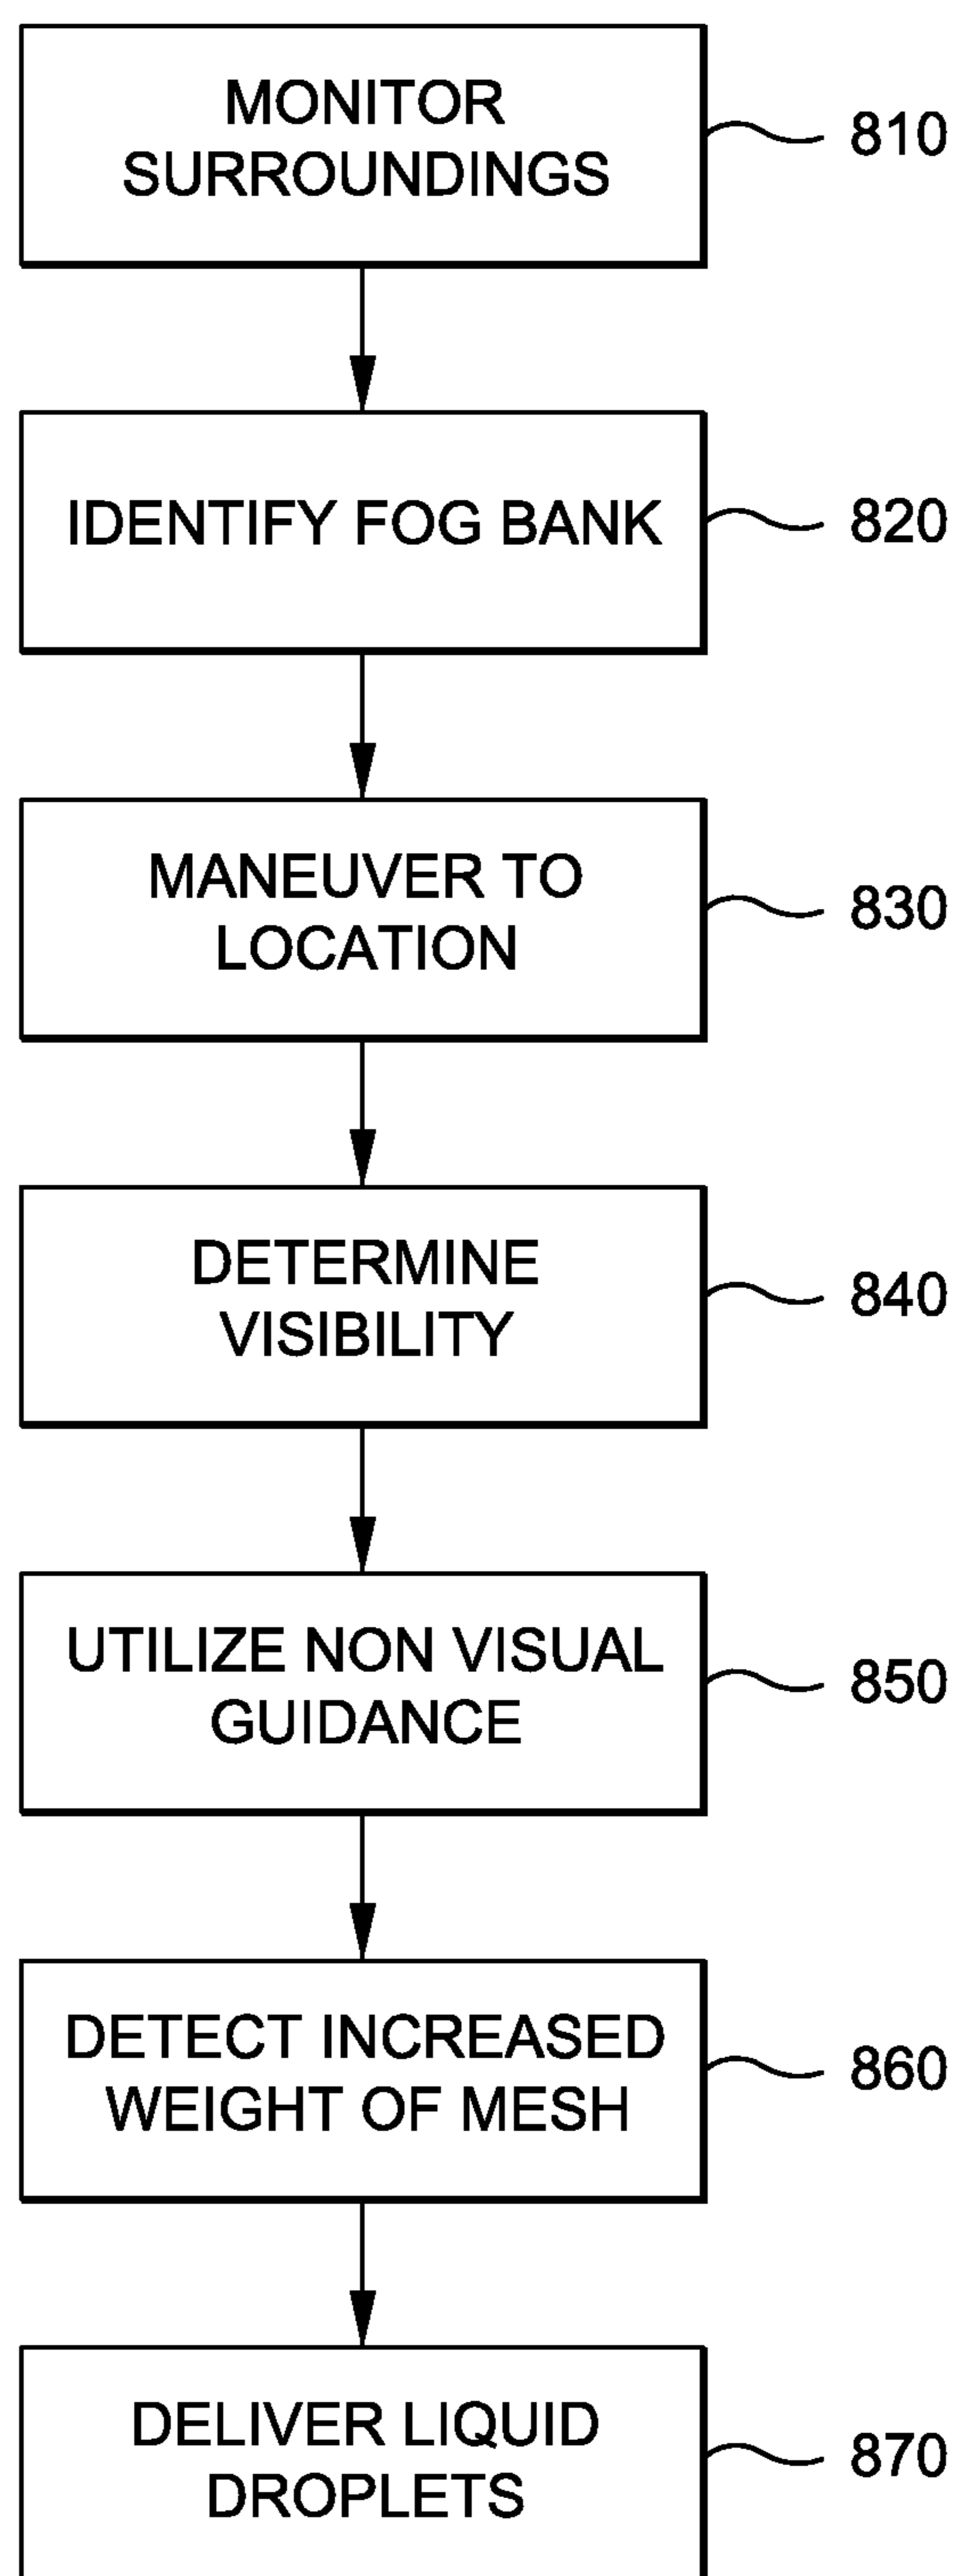 MONITOR
SURROUNDINGS
810
IDENTIFY FOG BANK
820
MANEUVER TO
LOCATION
830
DETERMINE
VISIBILITY
840
UTILIZE NON VISUAL
GUIDANCE
850
DETECT INCREASED
WEIGHT OF MESH
860
DELIVER LIQUID
DROPLETS
870